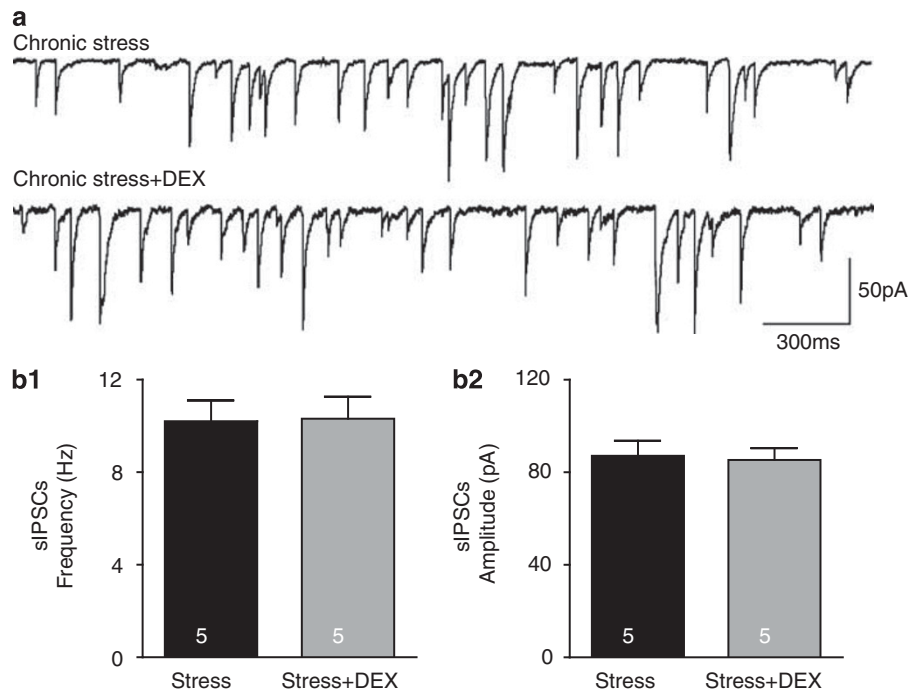 a
Chronic stress
Chronic stress+DEX
50pA
300ms
b1
sIPSCs
Frequency (Hz)
12
8
4
0
5
5
Stress
Stress+DEX
b2
sIPSCs
Amplitude (pA)
120
80
40
0
5
5
Stress
Stress+DEX